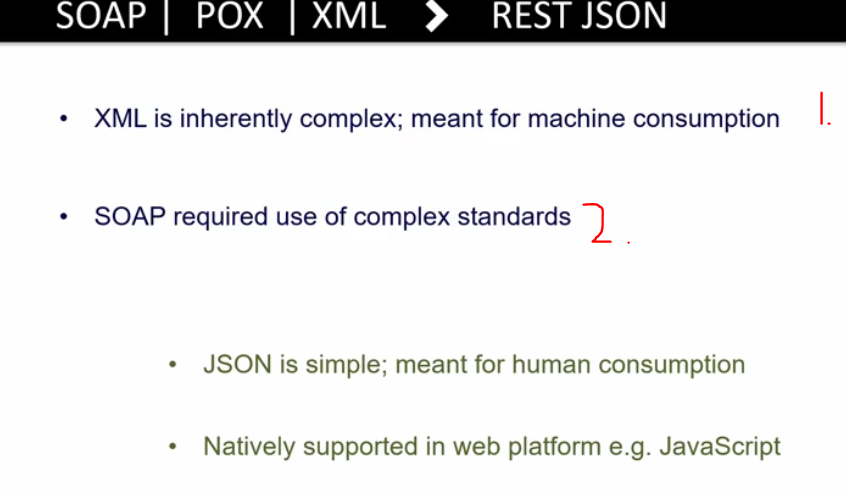 SOAP | POX | XML > REST JSON
• XML is inherently complex; meant for machine consumption 1.
• SOAP required use of complex standards 2.
• JSON is simple; meant for human consumption
• Natively supported in web platform e.g. JavaScript